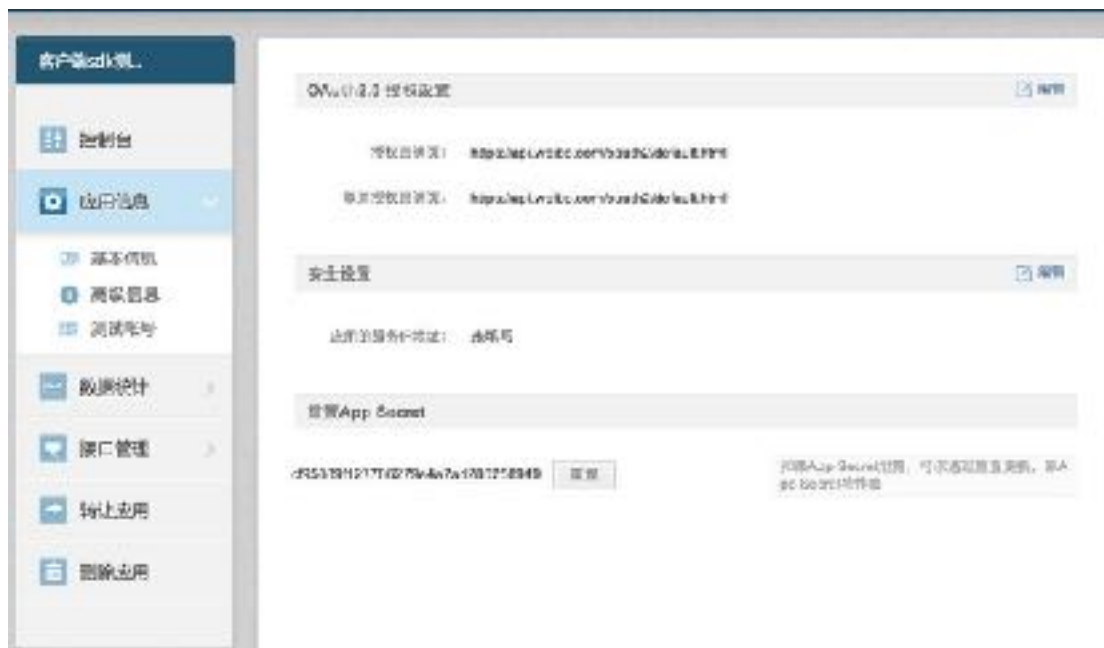 客户端sdk测..
控制台
应用信息
基本信息
高级信息
测试账号
数据统计
接口管理
转让应用
删除应用
OAuth2.0 授权设置
编辑
授权回调页：
https://api.weibo.com/oauth2/default.html
取消授权回调页：
https://api.weibo.com/oauth2/default.html
安全设置
编辑
应用的服务IP地址：
未填写
重置App Secret
重置